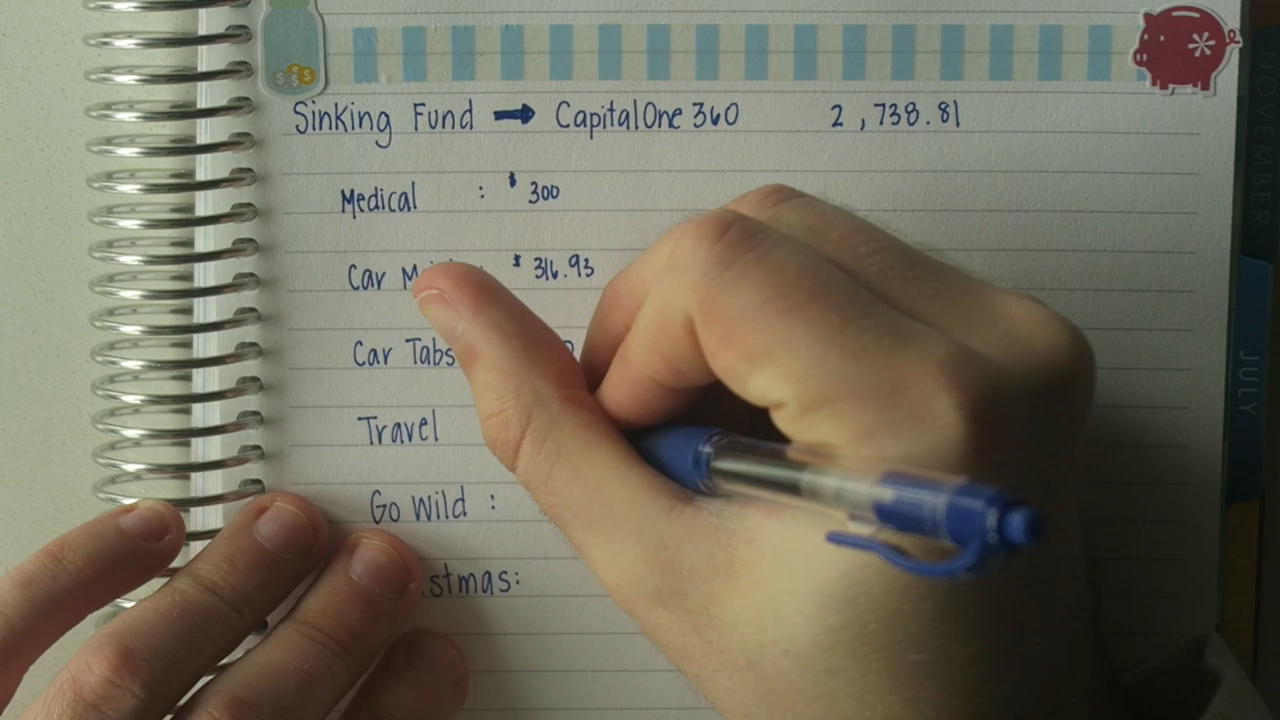 Sinking Fund → CapitalOne 360 2,738.81
Medical : $ 300
Car $ 316.93
Car Tabs
Travel
Go Wild :
NOVEMBER
JULY